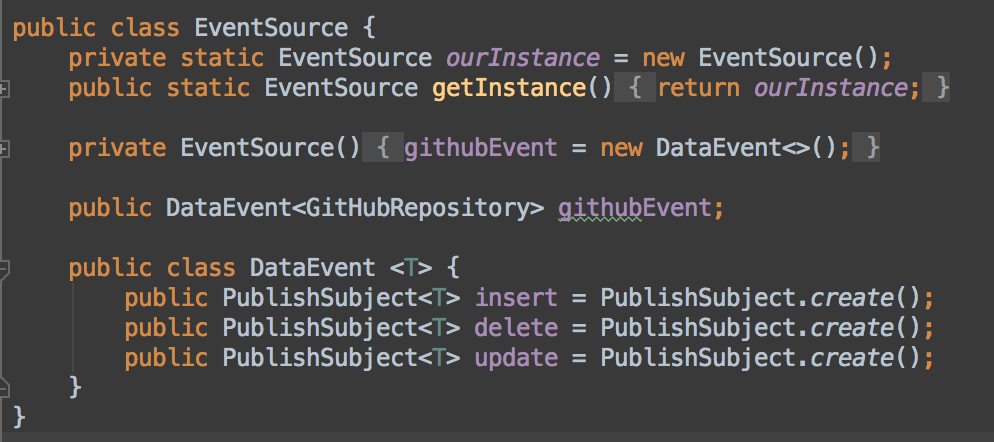 public class EventSource {
    private static EventSource ourInstance = new EventSource();
    public static EventSource getInstance() { return ourInstance; }

    private EventSource() { githubEvent = new DataEvent<>(); }

    public DataEvent<GitHubRepository> githubEvent;

    public class DataEvent <T> {
        public PublishSubject<T> insert = PublishSubject.create();
        public PublishSubject<T> delete = PublishSubject.create();
        public PublishSubject<T> update = PublishSubject.create();
    }
}